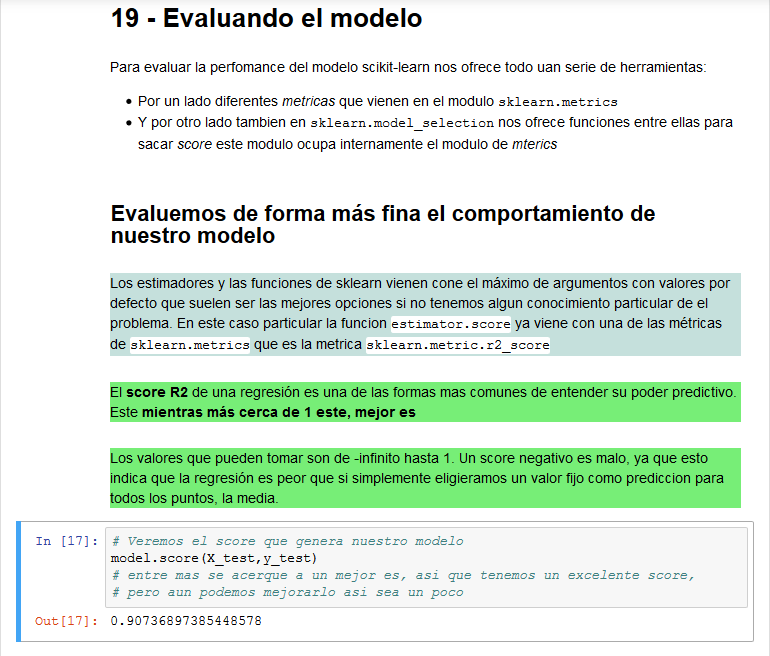 19 - Evaluando el modelo
Para evaluar la perfomance del modelo scikit-learn nos ofrece todo uan serie de herramientas:
• Por un lado diferentes metricas que vienen en el modulo sklearn.metrics
• Y por otro lado tambien en sklearn.model_selection nos ofrece funciones entre ellas para
sacar score este modulo ocupa internamente el modulo de mterics
Evaluemos de forma más fina el comportamiento de
nuestro modelo
Los estimadores y las funciones de sklearn vienen cone el máximo de argumentos con valores por
defecto que suelen ser las mejores opciones si no tenemos algun conocimiento particular de el
problema. En este caso particular la funcion estimator.score ya viene con una de las métricas
de sklearn.metrics que es la metrica sklearn.metric.r2_score
El score R2 de una regresión es una de las formas mas comunes de entender su poder predictivo.
Este mientras más cerca de 1 este, mejor es
Los valores que pueden tomar son de -infinito hasta 1. Un score negativo es malo, ya que esto
indica que la regresión es peor que si simplemente eligieramos un valor fijo como prediccion para
todos los puntos, la media.
In [17]: # Veremos el score que genera nuestro modelo
model.score(X_test,y_test)
# entre mas se acerque a un mejor es, asi que tenemos un excelente score,
# pero aun podemos mejorarlo asi sea un poco
Out[17]: 0.90736897385448578